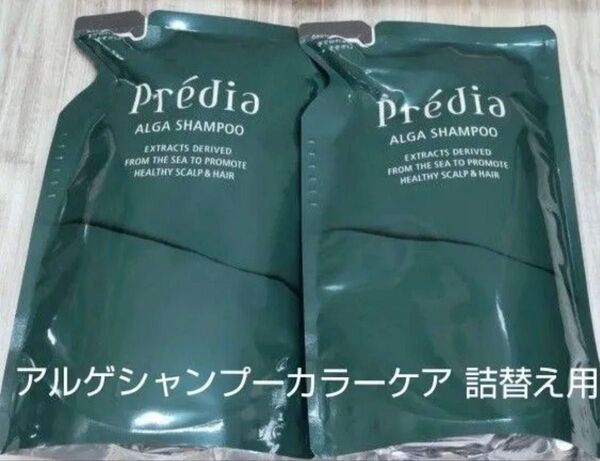 Prédia
ALGA SHAMPOO
EXTRACTS DERIVED
FROM THE SEA TO PROMOTE
HEALTHY SCALP & HAIR
Prédia
ALGA SHAMPOO
EXTRACTS DERIVED
FROM THE SEA TO PROMOTE
HEALTHY SCALP & HAIR
アルゲシャンプーカラーケア 詰替え用